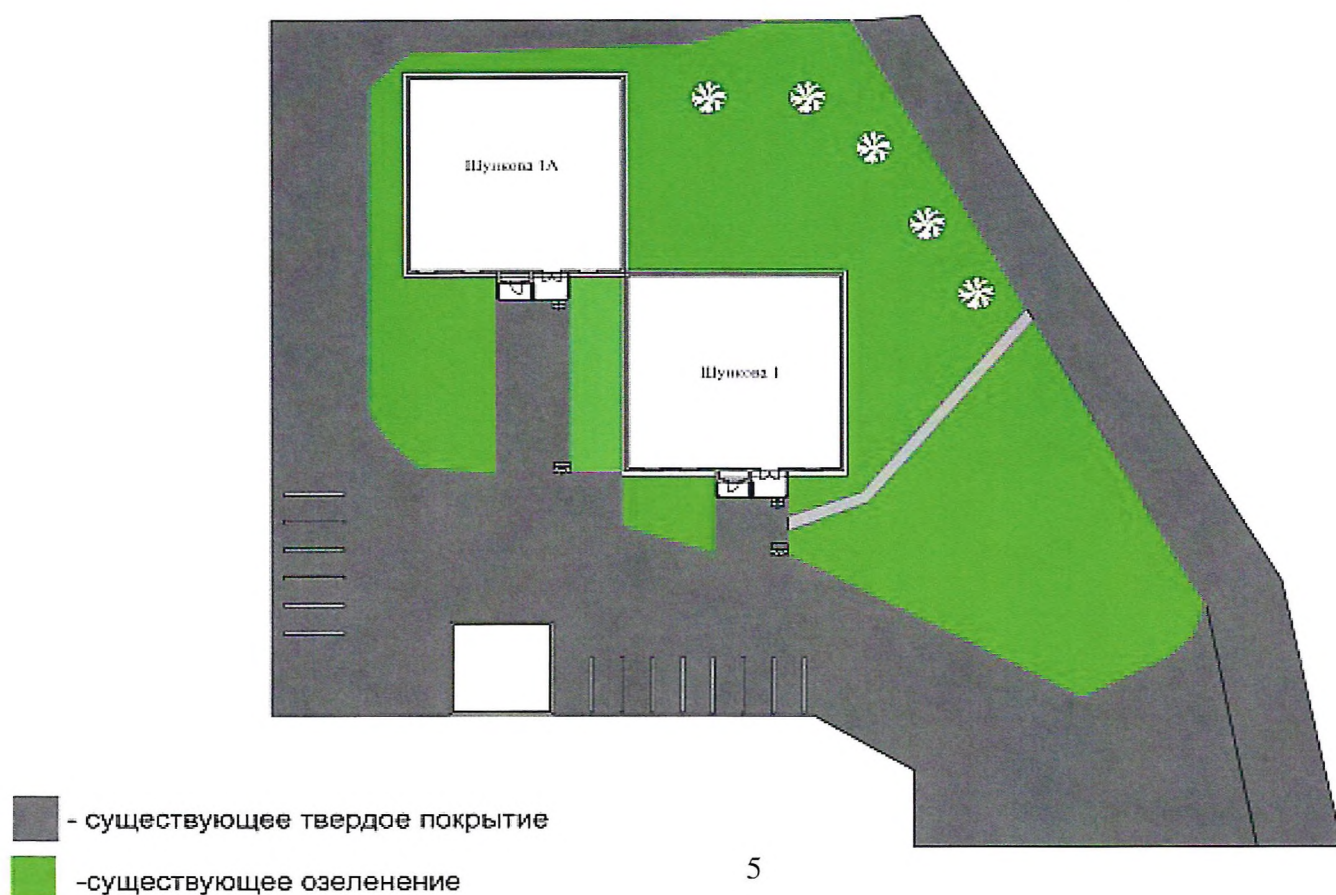 Шункова 1А
Шункова 1
- существующее твердое покрытие
-существующее озеленение
5